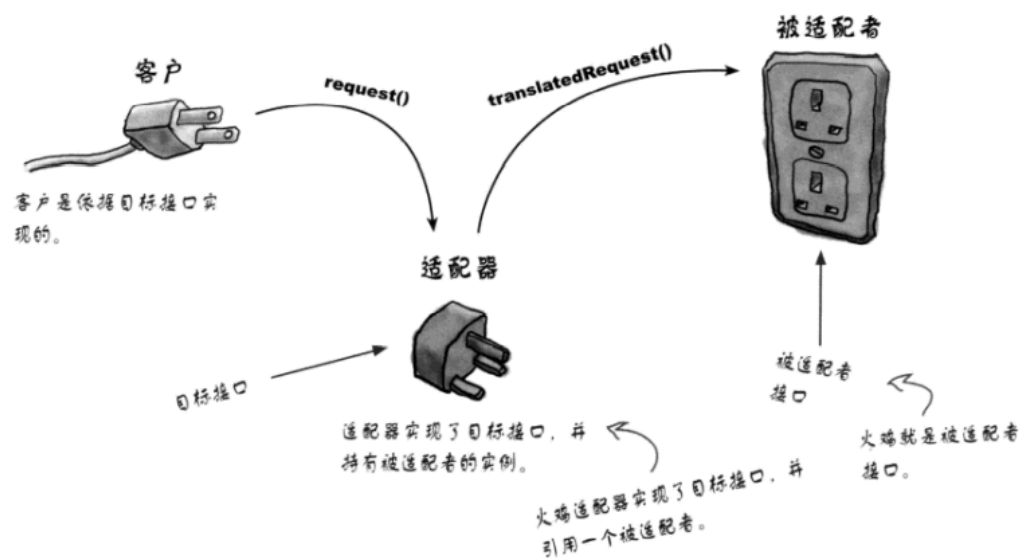 被适配者
客户
request()
translatedRequest()
客户是依据目标接口实
现的。
适配器
目标接口
被适配者
接口
适配器实现了目标接口，并
持有被适配者的实例。
火鸡就是被适配者
接口。
火鸡适配器实现了目标接口，并
引用一个被适配者。